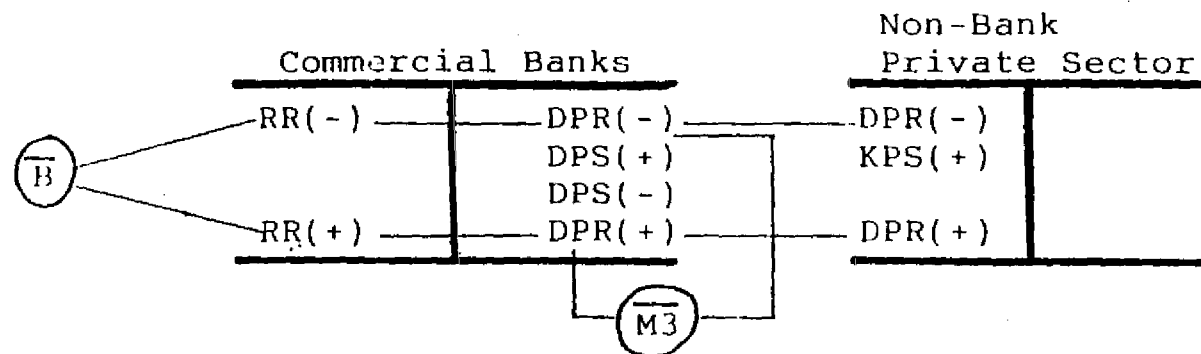 Non-Bank
Commercial Banks Private Sector
RR(-) DPR(-) DPR(-)
DPS(+) KPS(+)
B
DPS(-)
RR(+) DPR(+) DPR(+)
M3